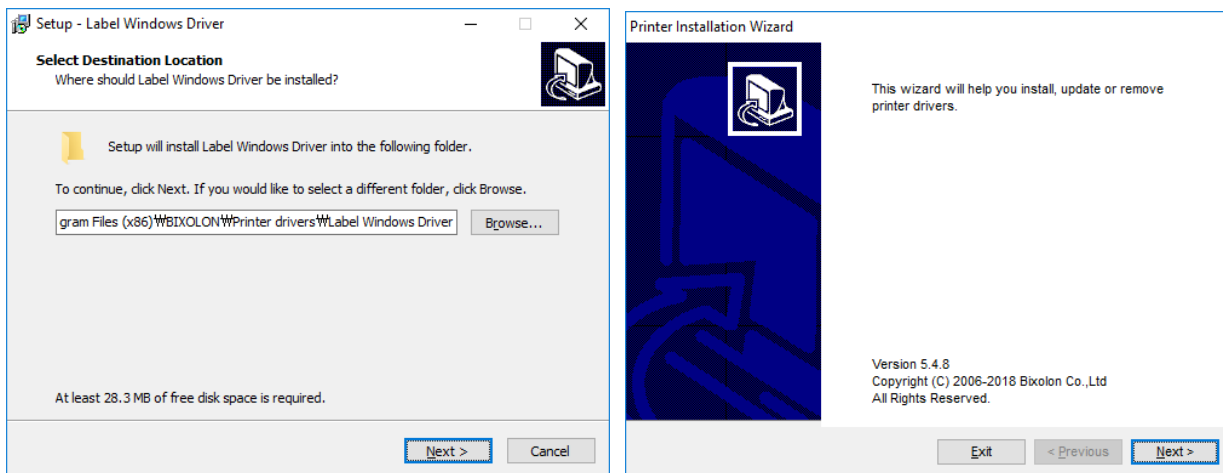 Setup - Label Windows Driver
Select Destination Location
Where should Label Windows Driver be installed?
Setup will install Label Windows Driver into the following folder.
To continue, click Next. If you would like to select a different folder, click Browse.
gram Files (x86)₩BIXOLON₩Printer drivers₩Label Windows Driver
Browse...
At least 28.3 MB of free disk space is required.
Next >
Cancel
Printer Installation Wizard
This wizard will help you install, update or remove
printer drivers.
Version 5.4.8
Copyright (C) 2006-2018 Bixolon Co.,Ltd
All Rights Reserved.
Exit
< Previous
Next >